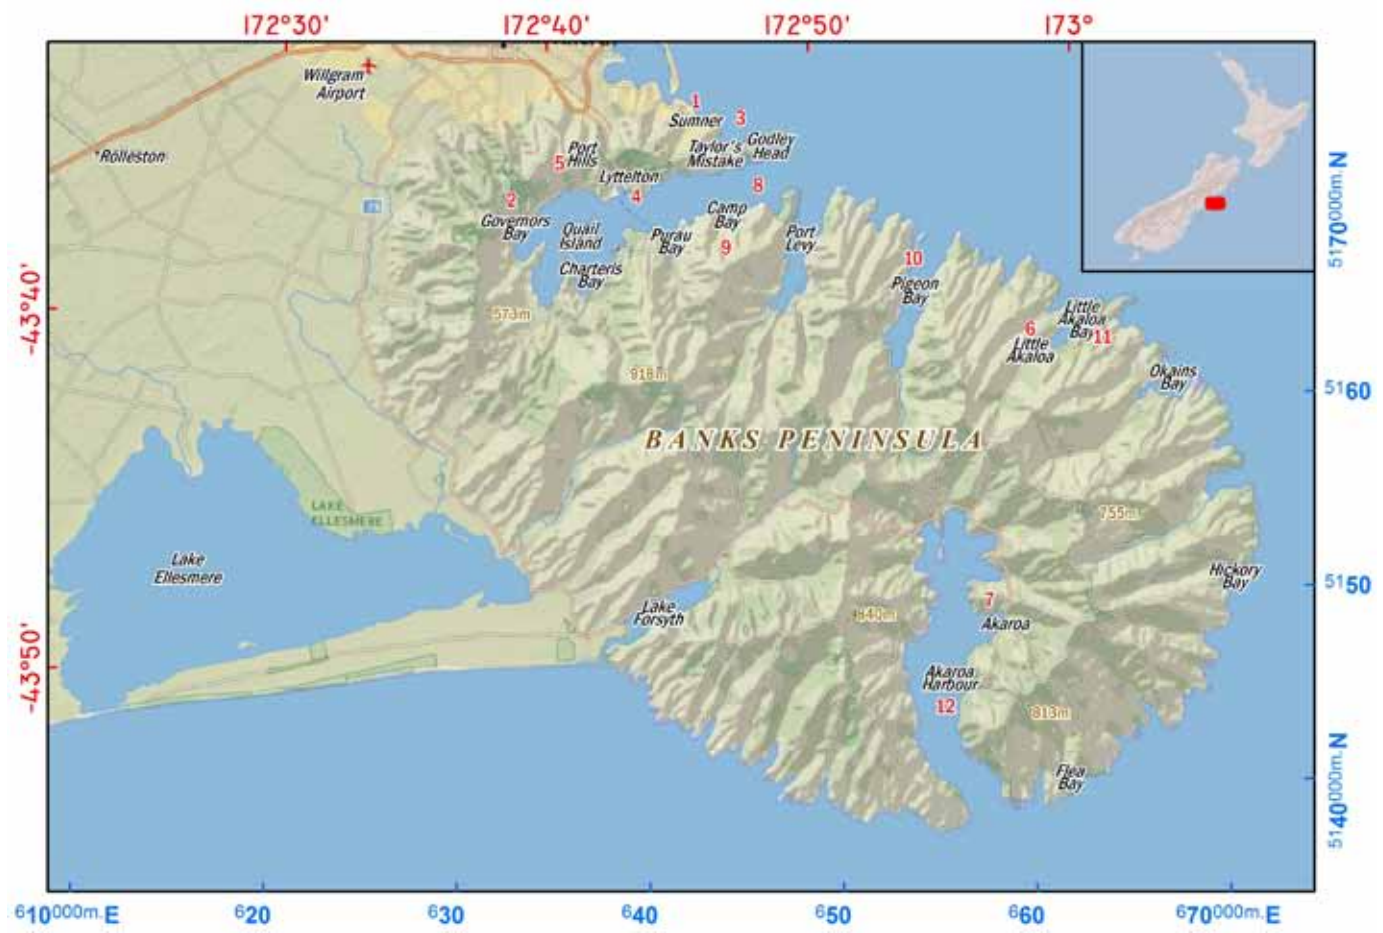 172°30' 172°40' 172°50' 173°
Willgram
Airport
Rolleston
1
Sumner
3
Godley
Head
Taylor's
Mistake
Port
Hills
5
Lyttelton
4
8
2
Governors
Bay
Quail
Island
Camp
Bay
Purau
Bay
9
Port
Levy
Charteris
Bay
10
Pigeon
Bay
573m
Little
Akaloa
Bay
11
6
Little
Akaloa
Okains
Bay
918m
BANKS PENINSULA
LAKE
ELLESMERE
755m
Lake
Ellesmere
Hickory
Bay
Lake
Forsyth
7
Akaroa
840m
Akaroa
Harbour
12
813m
Flea
Bay
-43°40'
-43°50'
5170000m. N
5160
5150
5140000m. N
610000m. E 620 630 640 650 660 670000m. E